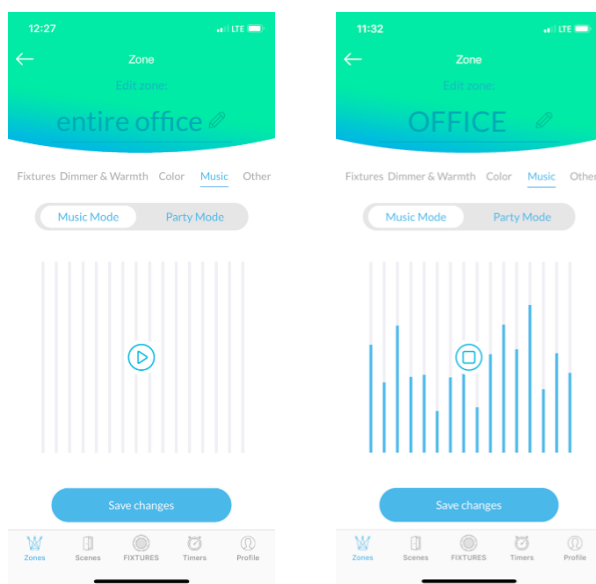 12:27
LTE
Zone
Edit zone:
entire office
Fixtures Dimmer & Warmth Color Music Other
Music Mode Party Mode
Save changes
Zones Scenes FIXTURES Timers Profile
11:32
LTE
Zone
Edit zone:
OFFICE
Fixtures Dimmer & Warmth Color Music Other
Music Mode Party Mode
Save changes
Zones Scenes FIXTURES Timers Profile